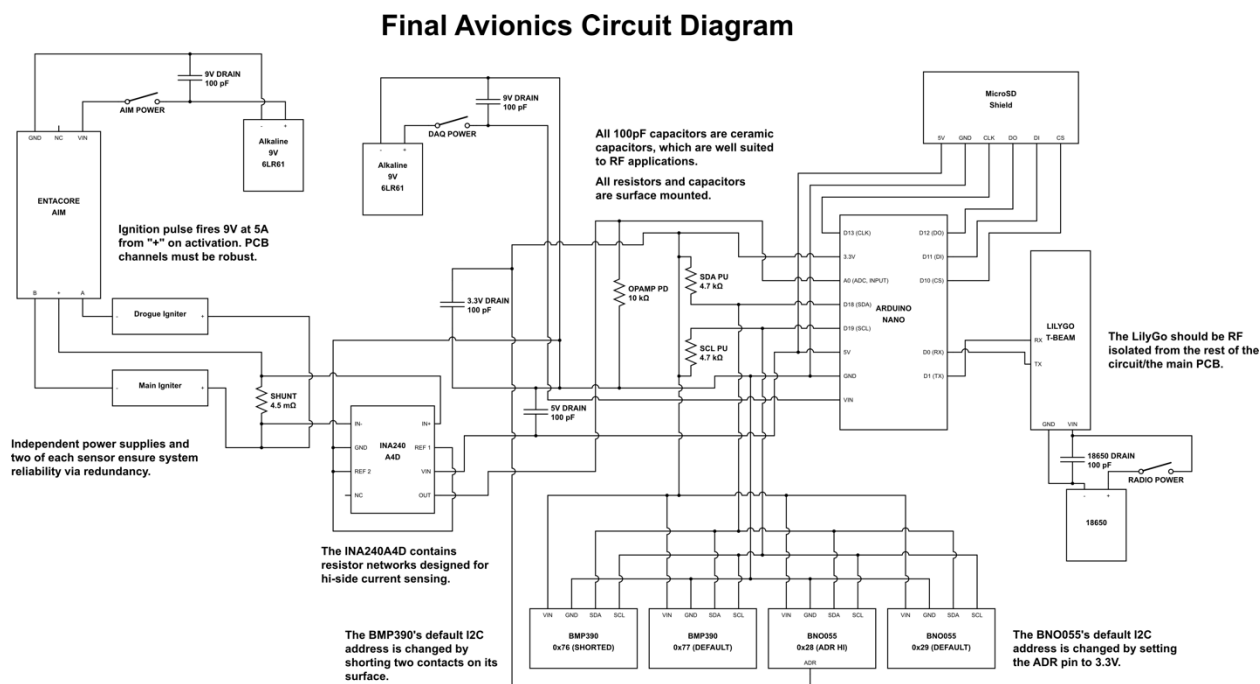 Final Avionics Circuit Diagram
9V DRAIN
100 pF
AIM POWER
GND NC VIN
- +
Alkaline
9V
6LR61
ENTACORE
AIM
B + A
Ignition pulse fires 9V at 5A
from "+" on activation. PCB
channels must be robust.
- Drogue Igniter +
- Main Igniter +
SHUNT
4.5 mΩ
Independent power supplies and
two of each sensor ensure system
reliability via redundancy.
9V DRAIN
100 pF
DAQ POWER
- +
Alkaline
9V
6LR61
All 100pF capacitors are ceramic
capacitors, which are well suited
to RF applications.
All resistors and capacitors
are surface mounted.
3.3V DRAIN
100 pF
OPAMP PD
10 kΩ
SDA PU
4.7 kΩ
SCL PU
4.7 kΩ
5V DRAIN
100 pF
IN- IN+
GND REF 1
INA240
A4D
REF 2 VIN
NC OUT
The INA240A4D contains
resistor networks designed for
hi-side current sensing.
MicroSD
Shield
5V GND CLK DO DI CS
D13 (CLK) D12 (DO)
3.3V D11 (DI)
A0 (ADC, INPUT) D10 (CS)
D18 (SDA)
ARDUINO
NANO
D19 (SCL)
5V D0 (RX)
GND D1 (TX)
VIN
LILYGO
T-BEAM
RX
TX
GND VIN
The LilyGo should be RF
isolated from the rest of the
circuit/the main PCB.
18650 DRAIN
100 pF
RADIO POWER
- +
18650
VIN GND SDA SCL
BMP390
0x76 (SHORTED)
VIN GND SDA SCL
BMP390
0x77 (DEFAULT)
VIN GND SDA SCL
BNO055
0x28 (ADR HI)
ADR
VIN GND SDA SCL
BNO055
0x29 (DEFAULT)
The BMP390's default I2C
address is changed by
shorting two contacts on its
surface.
The BNO055's default I2C
address is changed by setting
the ADR pin to 3.3V.